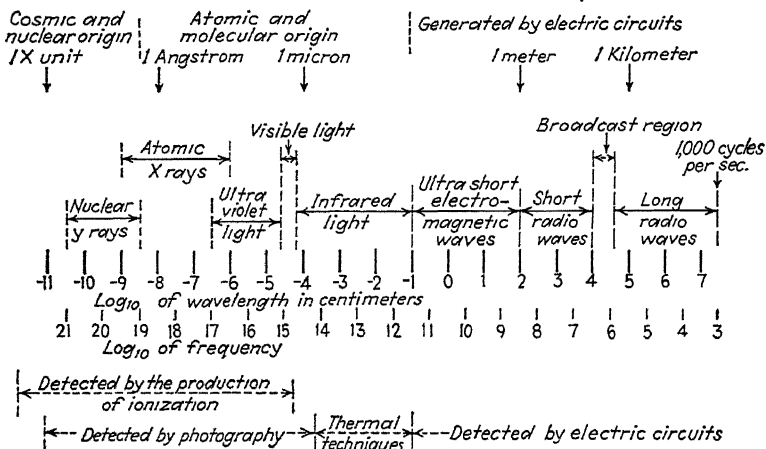 Cosmic and nuclear origin
Atomic and molecular origin
Generated by electric circuits
1X unit
1 Angstrom
1 micron
1 meter
1 Kilometer
Visible light
Broadcast region
1,000 cycles per sec.
Atomic X rays
Nuclear γ rays
Ultra violet light
Infrared light
Ultra short electro-magnetic waves
Short radio waves
Long radio waves
-11 -10 -9 -8 -7 -6 -5 -4 -3 -2 -1 0 1 2 3 4 5 6 7
Log10 of wavelength in centimeters
21 20 19 18 17 16 15 14 13 12 11 10 9 8 7 6 5 4 3
Log10 of frequency
Detected by the production of ionization
Detected by photography
Thermal techniques
Detected by electric circuits